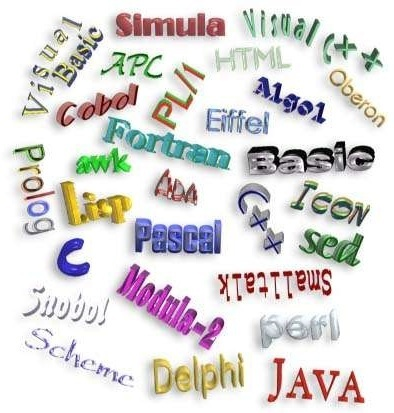 Simula
Visual C++
Visual Basic
APC
PL/1
HTML
Oberon
Cobol
Algol
Eiffel
Fortran
Basic
Prolog
awk
ADA
Lisp
C++
Icon
Pascal
sed
C
Smalltalk
Modula-2
Snobol
perl
Scheme
Delphi
JAVA